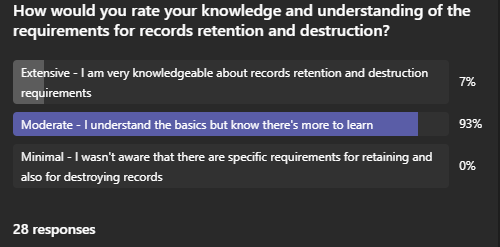 How would you rate your knowledge and understanding of the
requirements for records retention and destruction?
Extensive - I am very knowledgeable about records retention and destruction
requirements
7%
Moderate - I understand the basics but know there's more to learn
93%
Minimal - I wasn't aware that there are specific requirements for retaining and
also for destroying records
0%
28 responses